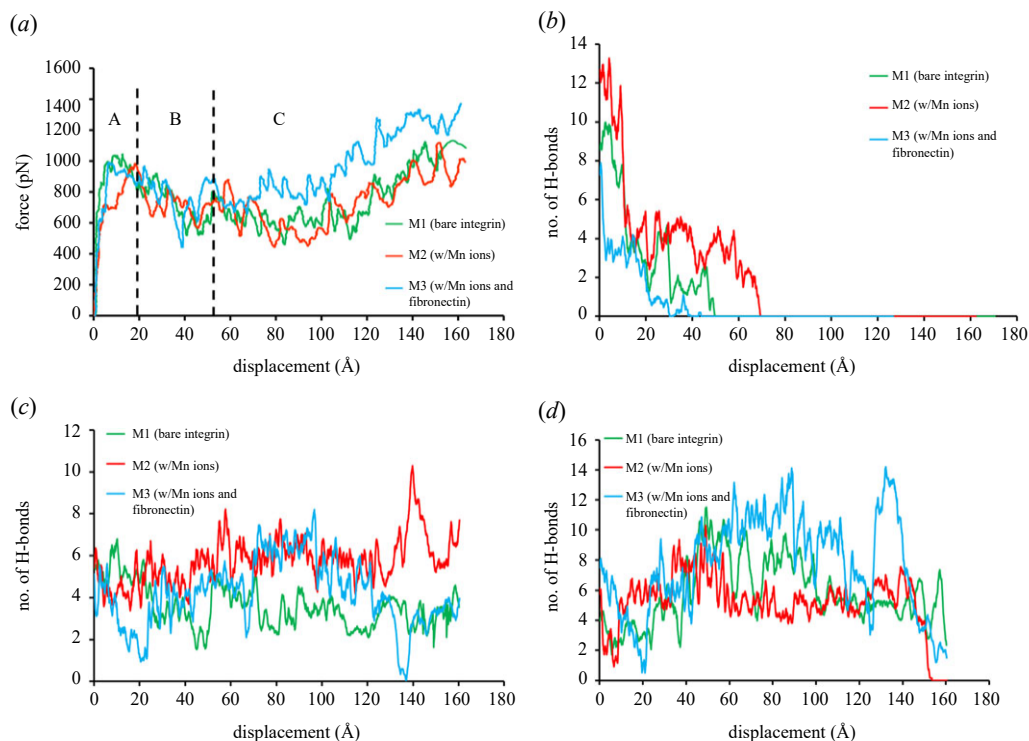 (a)
1600
1400
1200
1000
800
600
400
200
0
force (pN)
A
B
C
M1 (bare integrin)
M2 (w/Mn ions)
M3 (w/Mn ions and
fibronectin)
0 20 40 60 80 100 120 140 160 180
displacement (Å)
(b)
14
12
10
8
6
4
2
0
no. of H-bonds
M1 (bare integrin)
M2 (w/Mn ions)
M3 (w/Mn ions and
fibronectin)
0 20 40 60 80 100 120 140 160 180
displacement (Å)
(c)
12
10
8
6
4
2
0
no. of H-bonds
M1 (bare integrin)
M2 (w/Mn ions)
M3 (w/Mn ions and
fibronectin)
0 20 40 60 80 100 120 140 160 180
displacement (Å)
(d)
16
14
12
10
8
6
4
2
0
no. of H-bonds
M1 (bare integrin)
M2 (w/Mn ions)
M3 (w/Mn ions and
fibronectin)
0 20 40 60 80 100 120 140 160 180
displacement (Å)